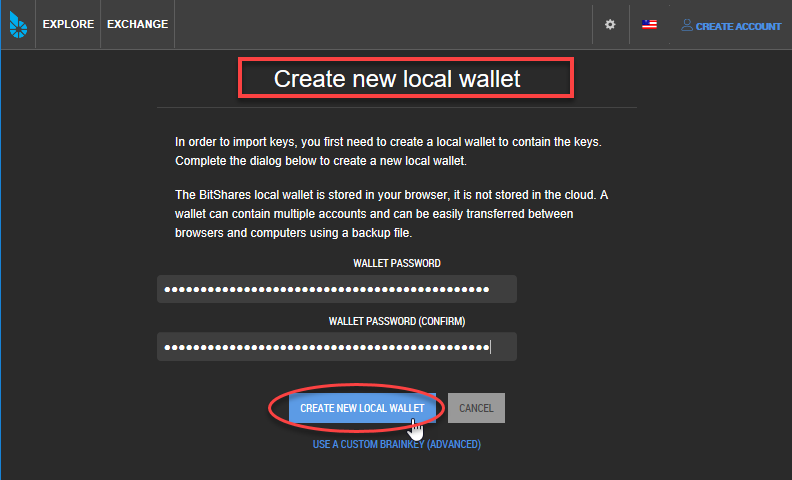 EXPLORE EXCHANGE CREATE ACCOUNT
Create new local wallet
In order to import keys, you first need to create a local wallet to contain the keys.
Complete the dialog below to create a new local wallet.
The BitShares local wallet is stored in your browser, it is not stored in the cloud. A
wallet can contain multiple accounts and can be easily transferred between
browsers and computers using a backup file.
WALLET PASSWORD
WALLET PASSWORD (CONFIRM)
CREATE NEW LOCAL WALLET CANCEL
USE A CUSTOM BRAINKEY (ADVANCED)